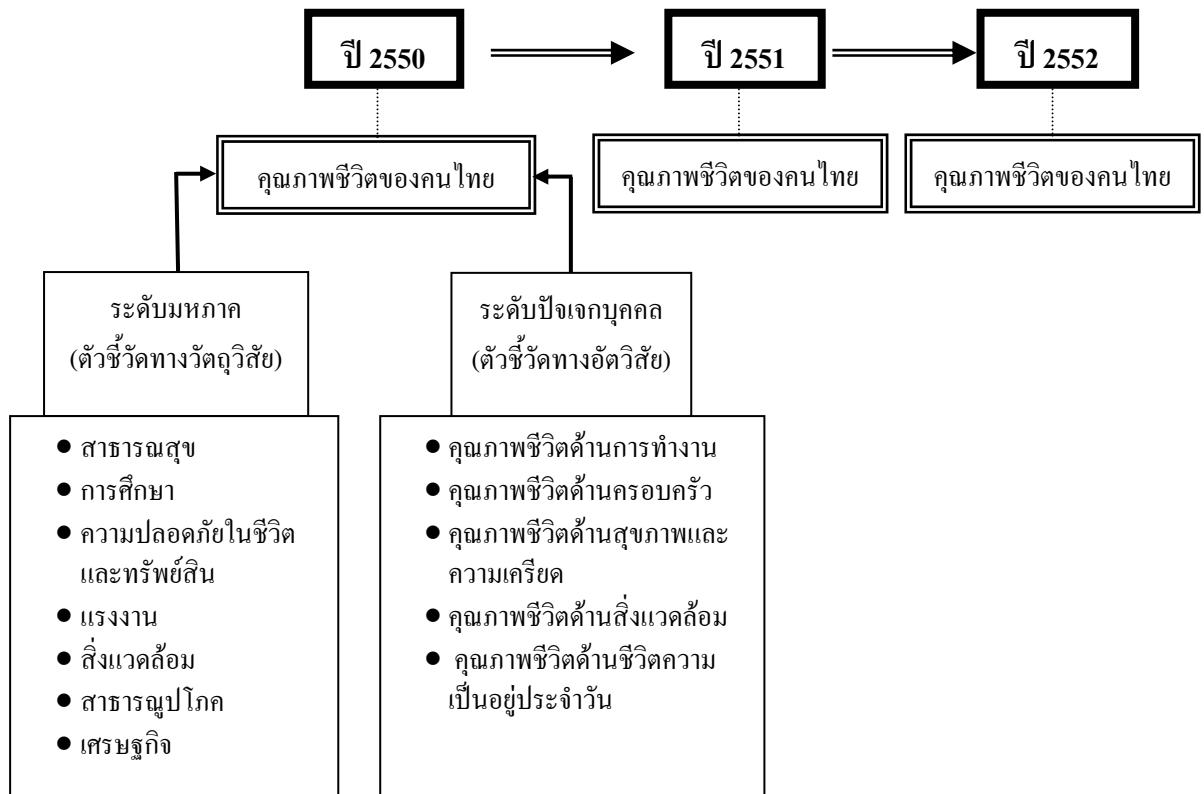 ปี 2550
ปี 2551
ปี 2552
คุณภาพชีวิตของคนไทย
คุณภาพชีวิตของคนไทย
คุณภาพชีวิตของคนไทย
ระดับมหภาค
(ตัวชี้วัดทางวัตถุวิสัย)
ระดับปัจเจกบุคคล
(ตัวชี้วัดทางอัตวิสัย)
● สาธารณสุข
● การศึกษา
● ความปลอดภัยในชีวิต
และทรัพย์สิน
● แรงงาน
● สิ่งแวดล้อม
● สาธารณูปโภค
● เศรษฐกิจ
● คุณภาพชีวิตด้านการทำงาน
● คุณภาพชีวิตด้านครอบครัว
● คุณภาพชีวิตด้านสุขภาพและ
ความเครียด
● คุณภาพชีวิตด้านสิ่งแวดล้อม
● คุณภาพชีวิตด้านชีวิตความ
เป็นอยู่ประจำวัน